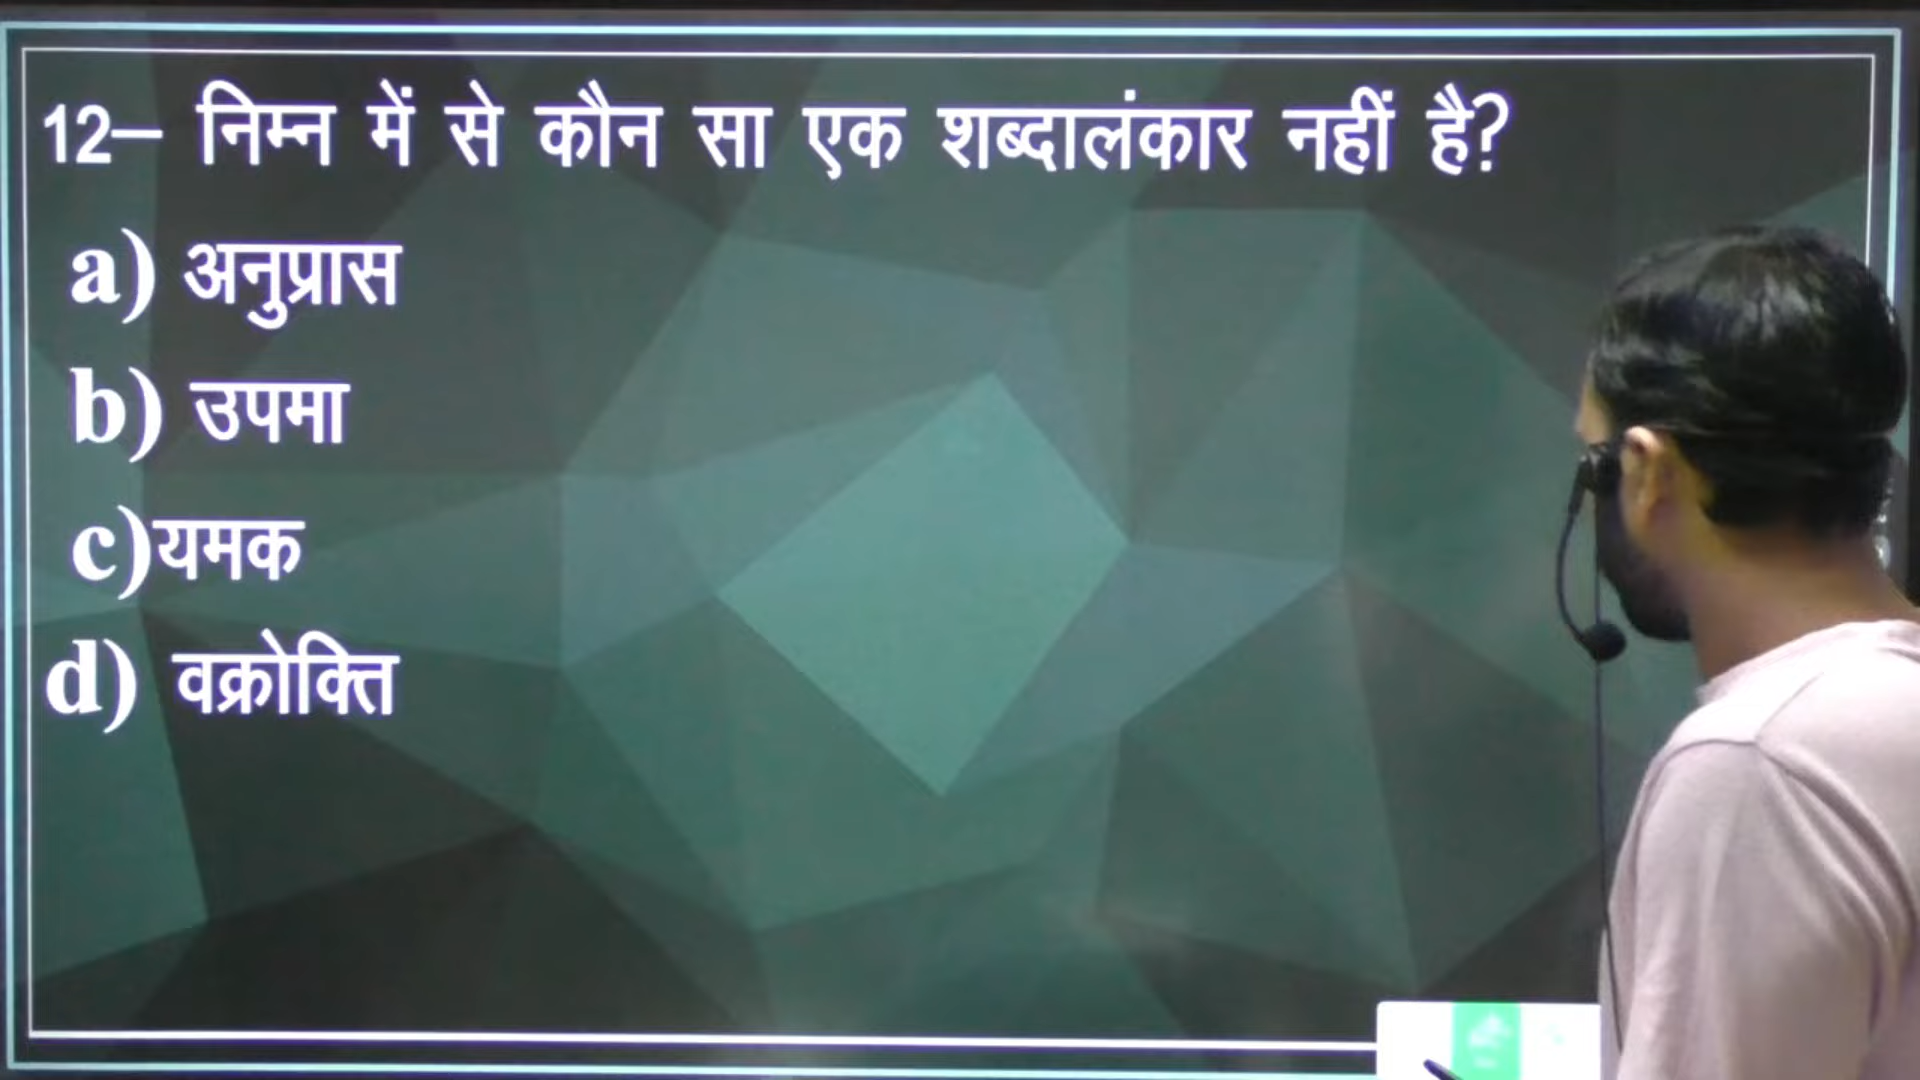 12– निम्न में से कौन सा एक शब्दालंकार नहीं है?
a) अनुप्रास
b) उपमा
c)यमक
d) वक्रोक्ति